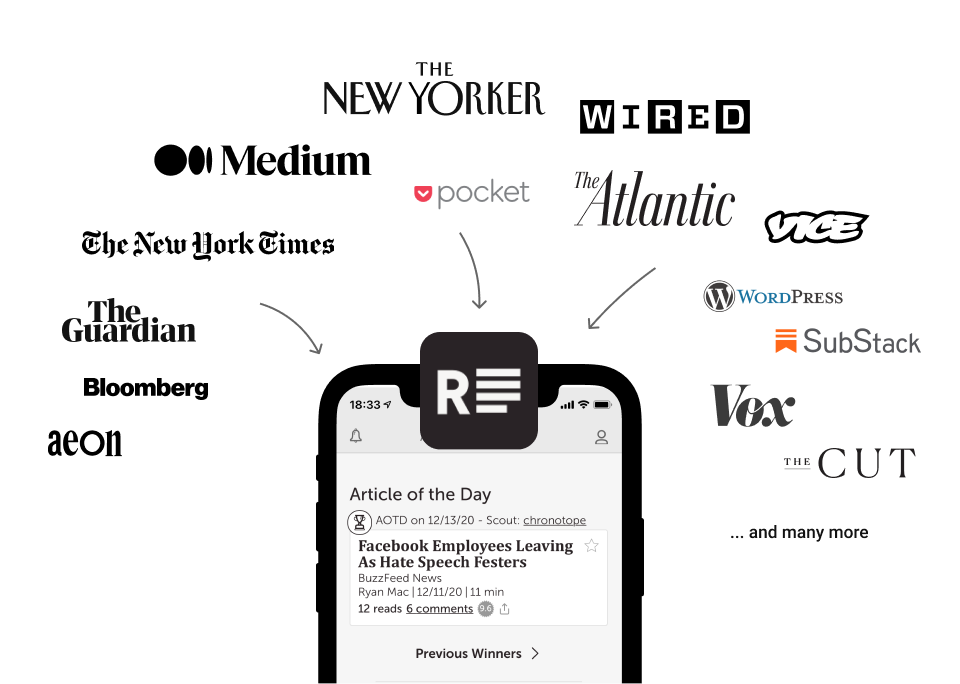 THE
NEW YORKER
WIRED
Medium
pocket
The Atlantic
VICE
The New York Times
The
Guardian
WORDPRESS
SubStack
Bloomberg
Vox
aeon
THE CUT
... and many more
R
18:33
Article of the Day
AOTD on 12/13/20 - Scout: chronotope
Facebook Employees Leaving
As Hate Speech Festers
BuzzFeed News
Ryan Mac | 12/11/20 | 11 min
12 reads 6 comments 9.6
Previous Winners